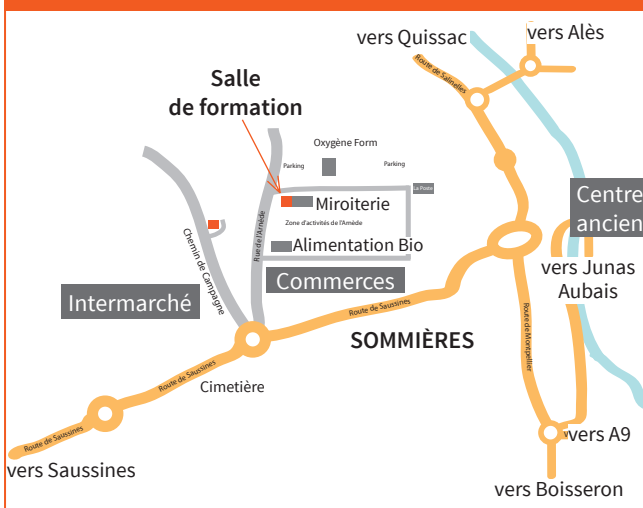 vers Alès
vers Quissac
Route de Salinelles
Salle
de formation
Oxygène Form
Parking
Parking
La Poste
Centre
ancien
Miroiterie
Zone d'activités de l'Arnède
Rue de l'Arnède
Chemin de Campagne
Alimentation Bio
vers Junas
Aubais
Commerces
Intermarché
Route de Saussines
Route de Montpellier
SOMMIÈRES
Route de Saussines
Cimetière
Route de Saussines
vers A9
vers Saussines
vers Boisseron